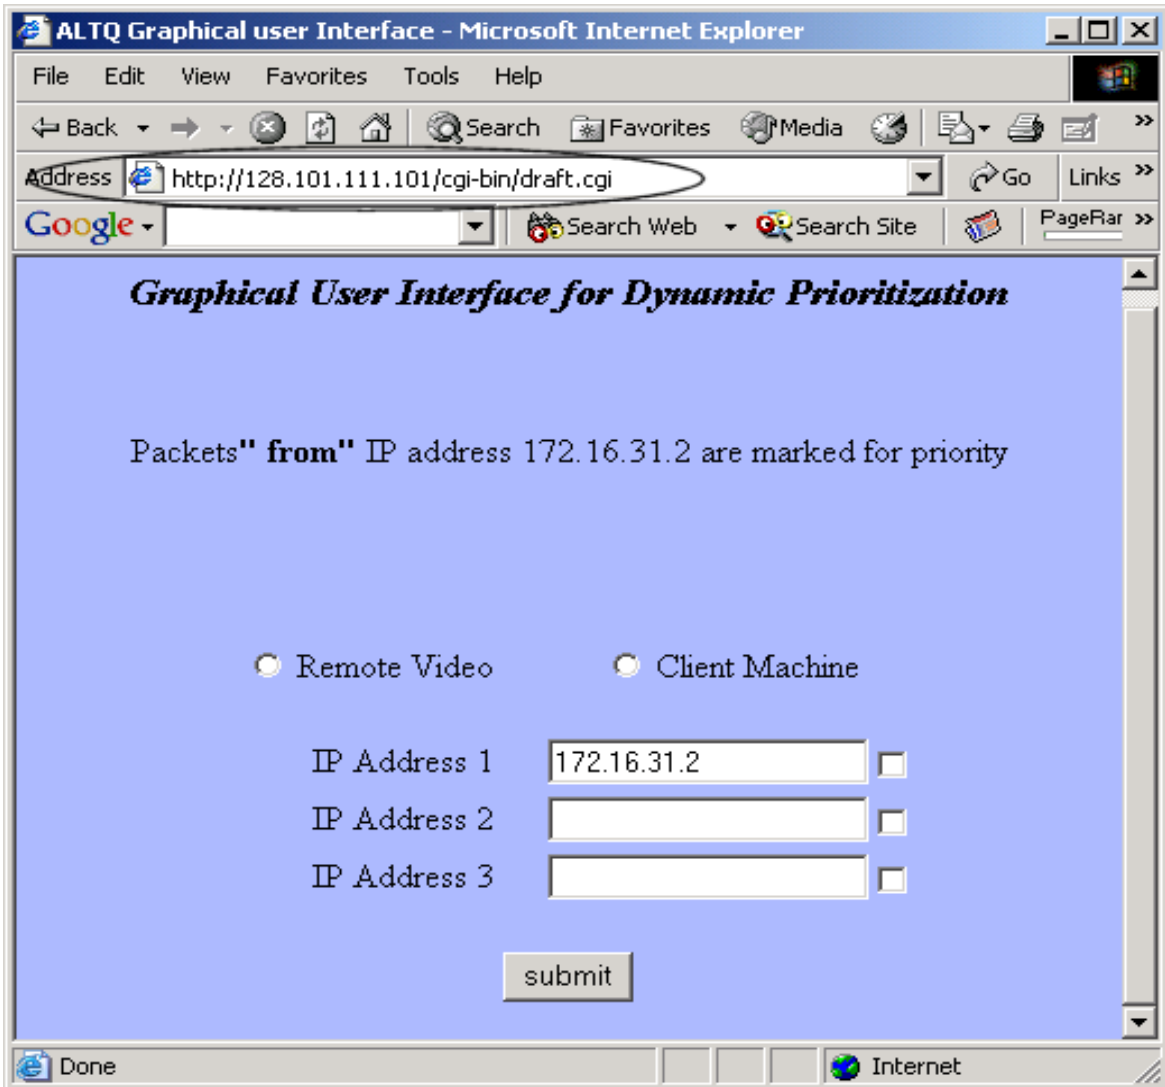 ALTQ Graphical user Interface - Microsoft Internet Explorer
File Edit View Favorites Tools Help
Back Search Favorites Media »
Address http://128.101.111.101/cgi-bin/draft.cgi Go Links »
Google Search Web Search Site PageRar »
Graphical User Interface for Dynamic Prioritization
Packets" from" IP address 172.16.31.2 are marked for priority
Remote Video Client Machine
IP Address 1 172.16.31.2
IP Address 2
IP Address 3
submit
Done Internet